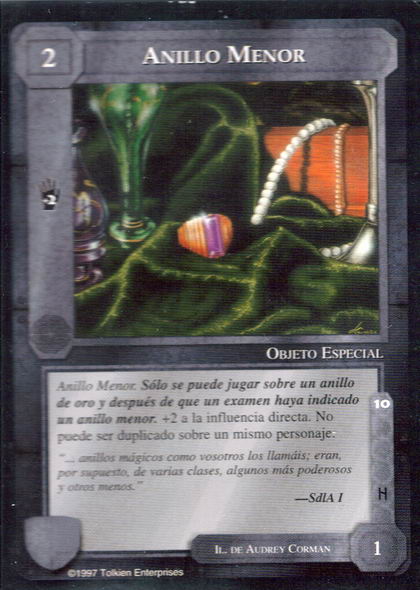 2
ANILLO MENOR
+2
OBJETO ESPECIAL
Anillo Menor. Sólo se puede jugar sobre un anillo
de oro y después de que un examen haya indicado
un anillo menor. +2 a la influencia directa. No
puede ser duplicado sobre un mismo personaje.
10
"... anillos mágicos como vosotros los llamáis; eran,
por supuesto, de varias clases, algunos más poderosos
y otros menos."
—SdlA I
IL. DE AUDREY CORMAN
1
©1997 Tolkien Enterprises